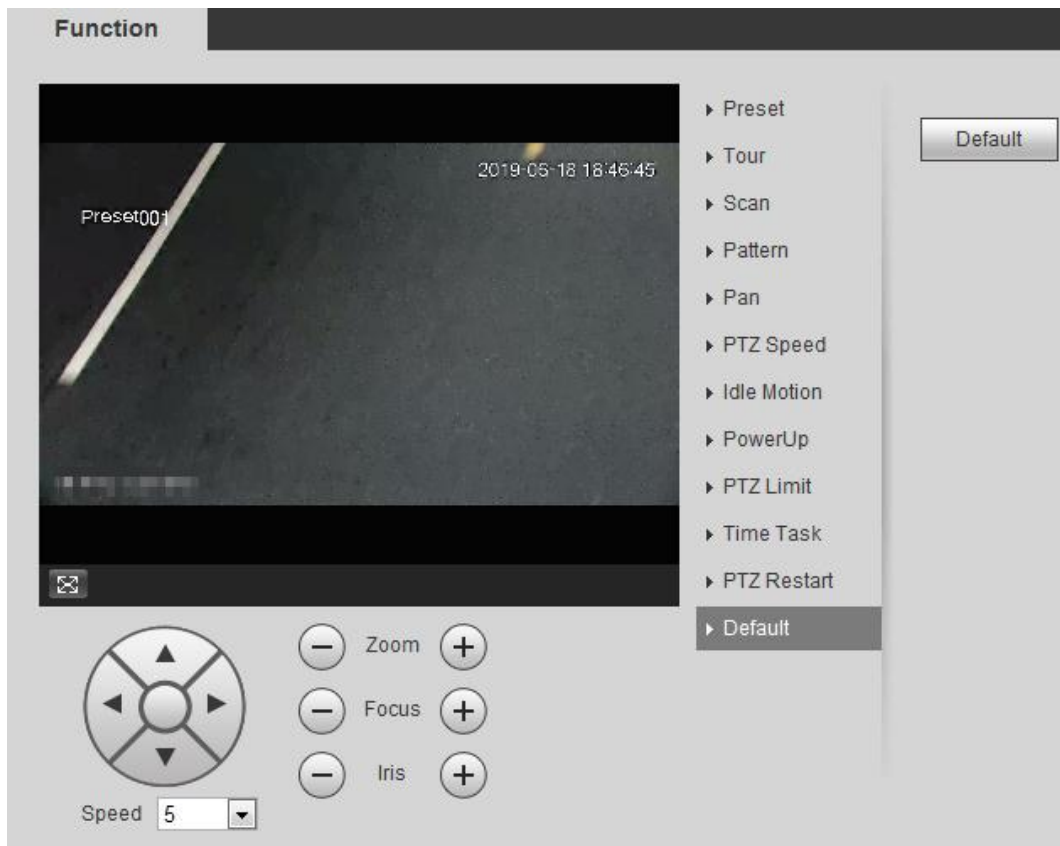 Function
2019-06-18 18:46:45
Preset001
Preset
Tour
Scan
Pattern
Pan
PTZ Speed
Idle Motion
PowerUp
PTZ Limit
Time Task
PTZ Restart
Default
Default
Zoom
Focus
Iris
Speed 5